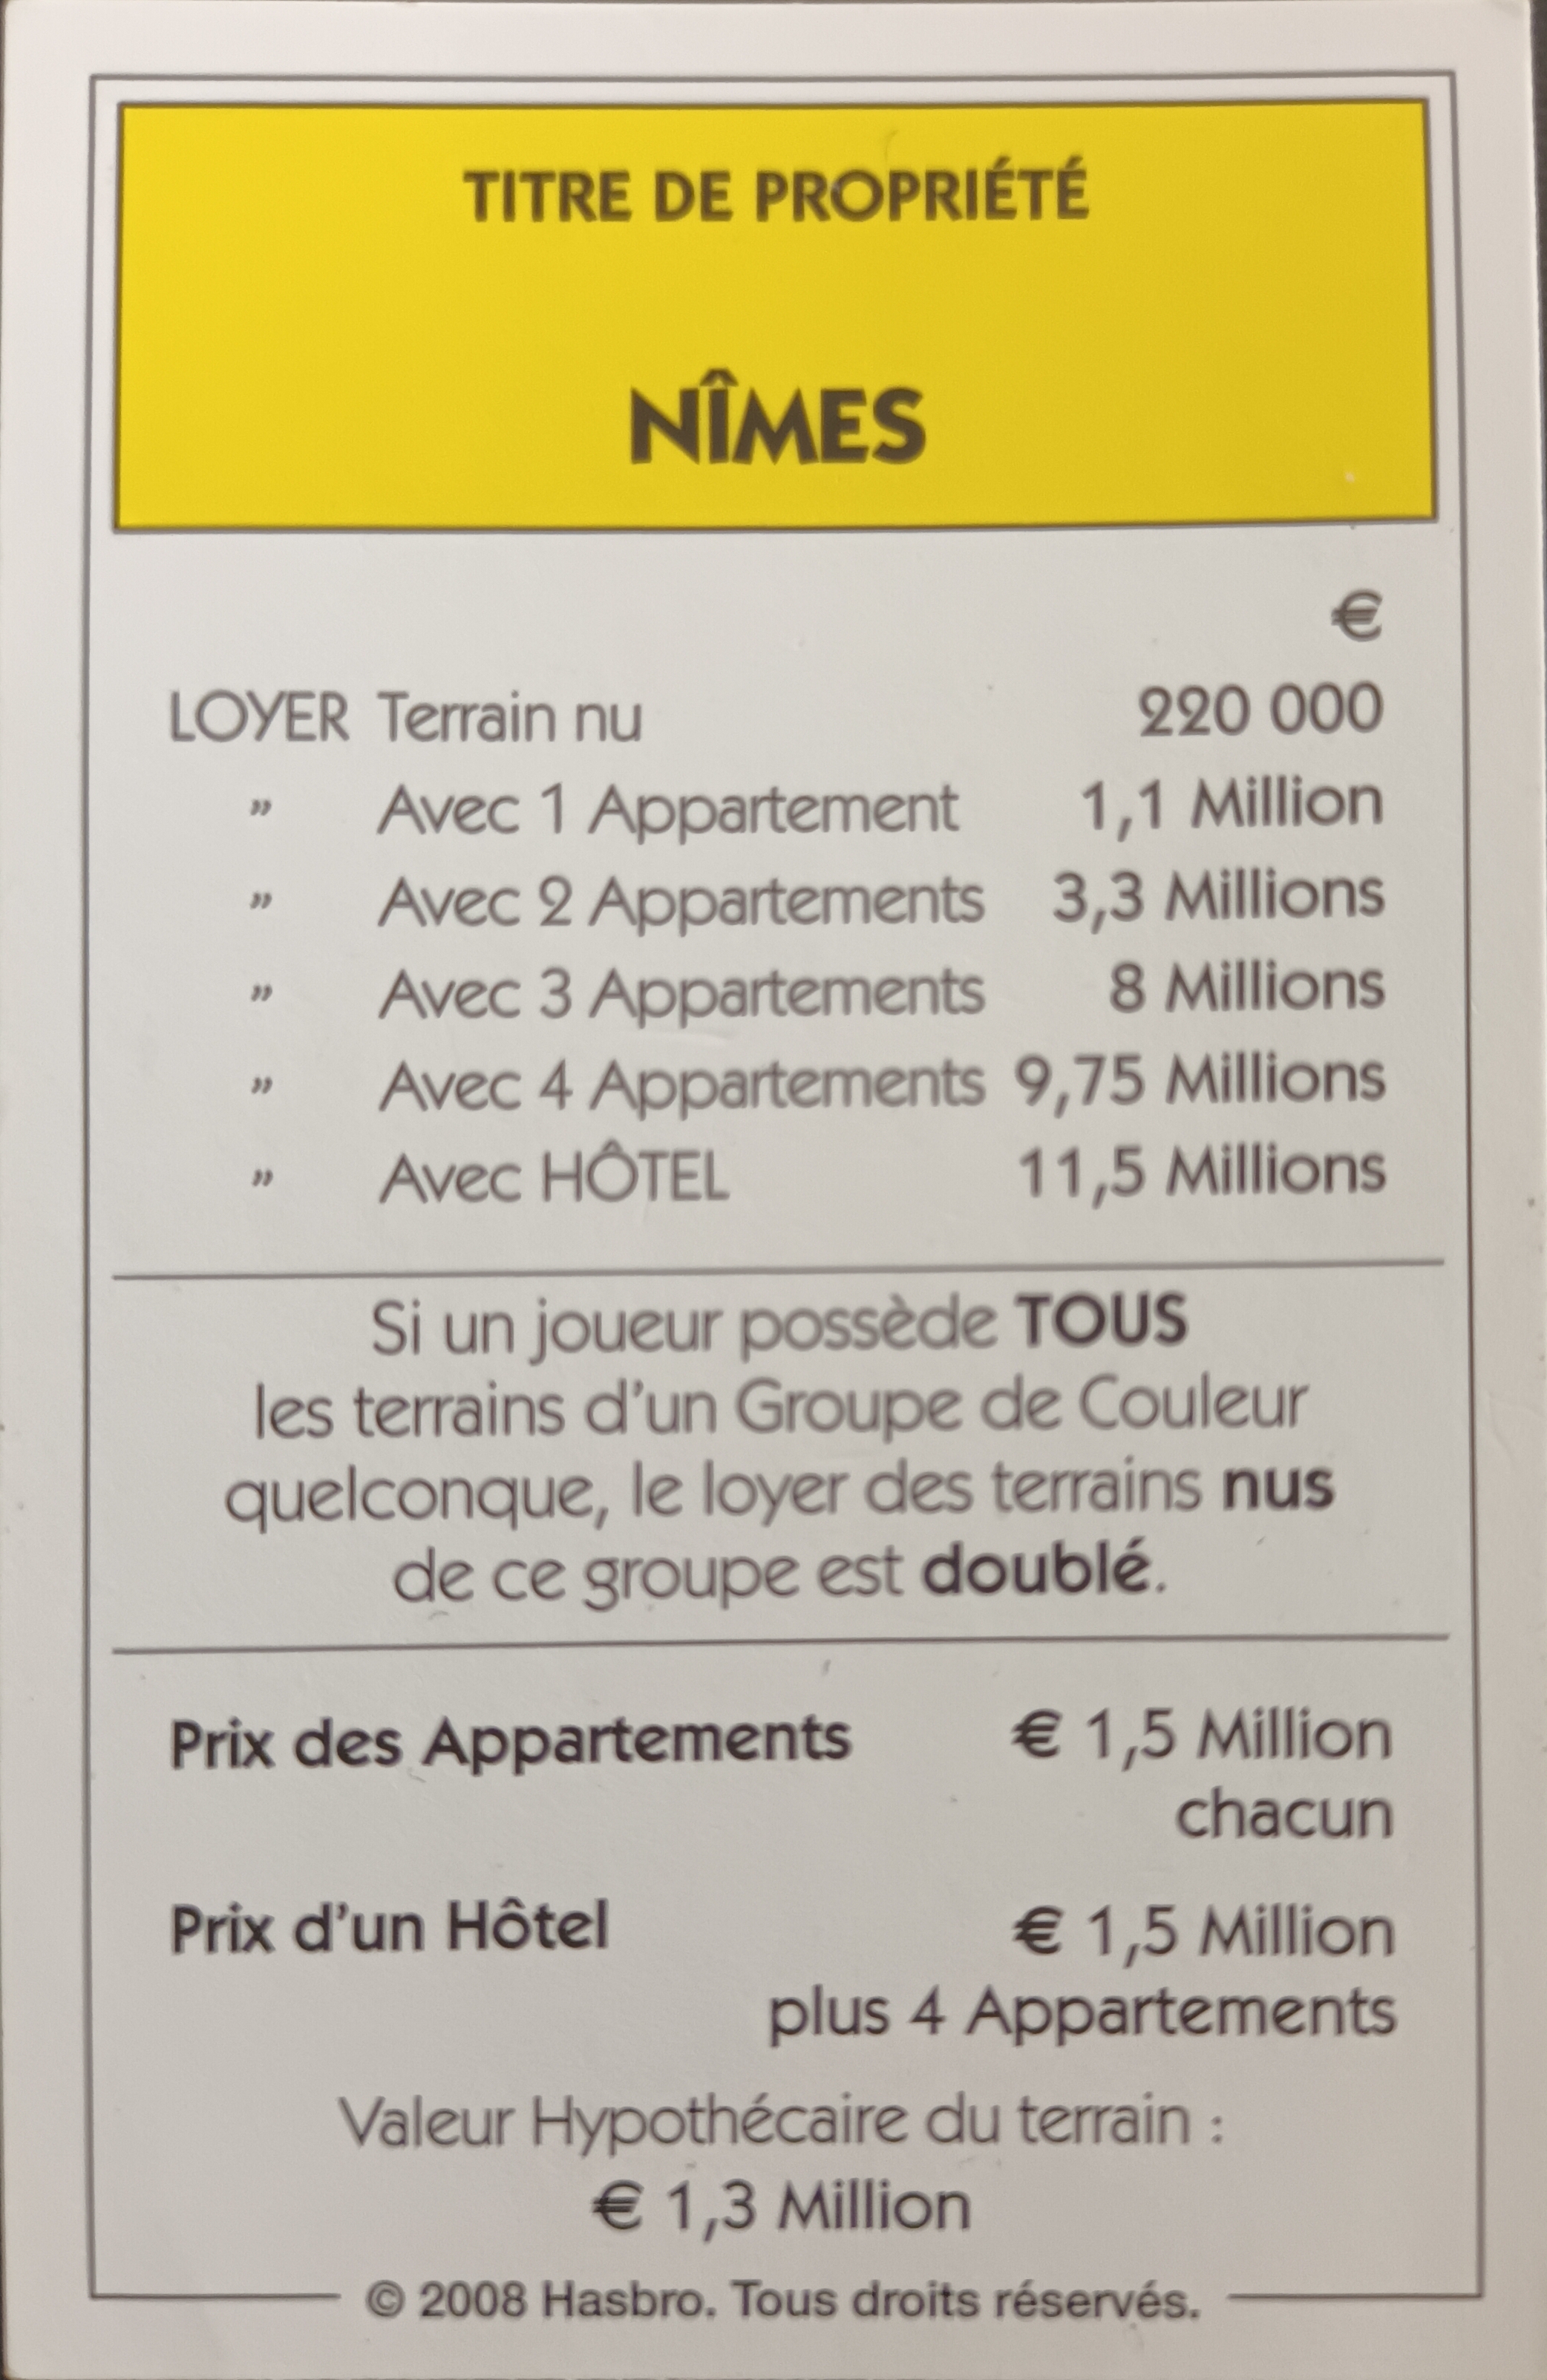 TITRE DE PROPRIÉTÉ
NÎMES
€
LOYER Terrain nu 220 000
” Avec 1 Appartement 1,1 Million
” Avec 2 Appartements 3,3 Millions
” Avec 3 Appartements 8 Millions
” Avec 4 Appartements 9,75 Millions
” Avec HÔTEL 11,5 Millions
Si un joueur possède TOUS
les terrains d’un Groupe de Couleur
quelconque, le loyer des terrains nus
de ce groupe est doublé.
Prix des Appartements € 1,5 Million
chacun
Prix d’un Hôtel € 1,5 Million
plus 4 Appartements
Valeur Hypothécaire du terrain :
€ 1,3 Million
© 2008 Hasbro. Tous droits réservés.